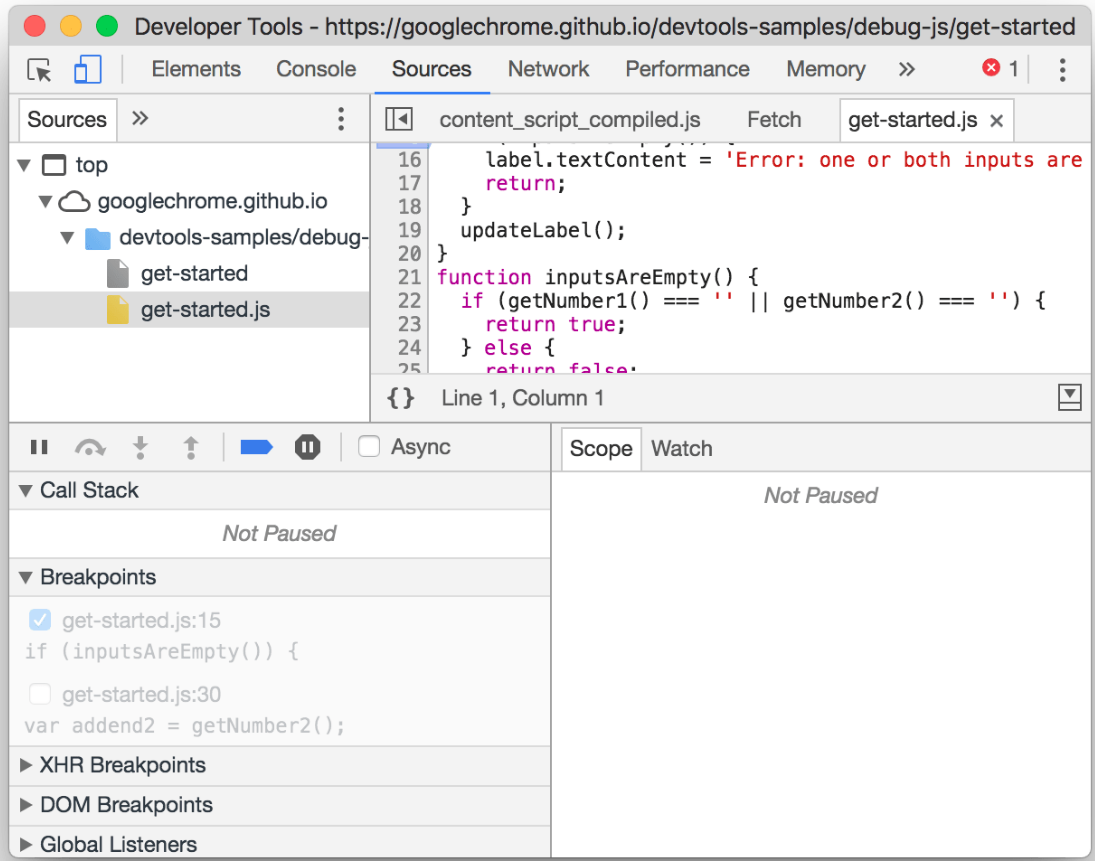 Developer Tools - https://googlechrome.github.io/devtools-samples/debug-js/get-started
Elements Console Sources Network Performance Memory » 1
Sources »
content_script_compiled.js Fetch get-started.js ×
top
googlechrome.github.io
devtools-samples/debug-
get-started
get-started.js
16 label.textContent = 'Error: one or both inputs are
17 return;
18 }
19 updateLabel();
20 }
21 function inputsAreEmpty() {
22 if (getNumber1() === '' || getNumber2() === '') {
23 return true;
24 } else {
25 return false;
{} Line 1, Column 1
Async
Call Stack
Not Paused
Breakpoints
get-started.js:15
if (inputsAreEmpty()) {
get-started.js:30
var addend2 = getNumber2();
XHR Breakpoints
DOM Breakpoints
Global Listeners
Scope Watch
Not Paused